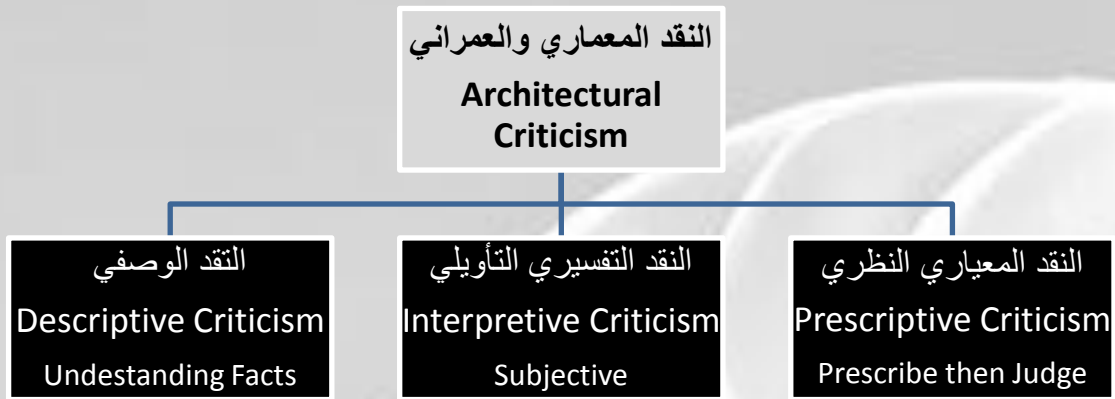 النقد المعماري والعمراني
Architectural
Criticism
النقد المعياري النظري
Prescriptive Criticism
Prescribe then Judge
النقد التفسيري التأويلي
Interpretive Criticism
Subjective
التقد الوصفي
Descriptive Criticism
Undestanding Facts